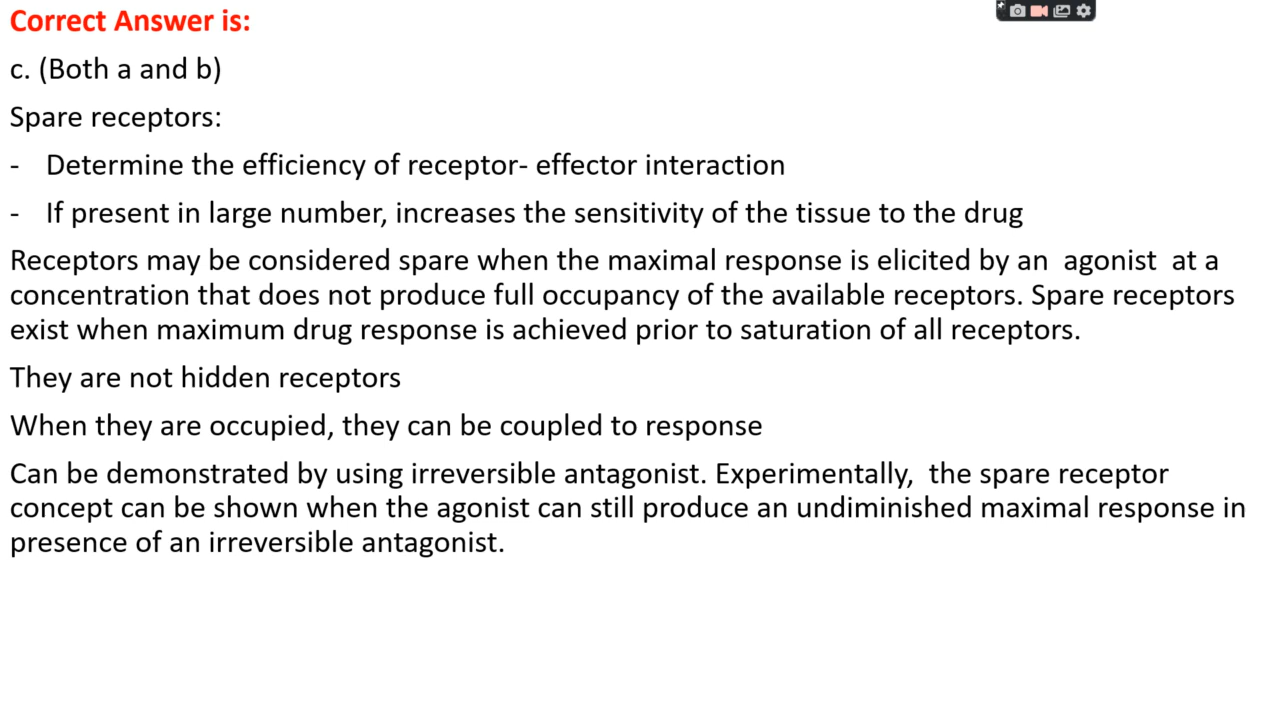 Correct Answer is:
c. (Both a and b)
Spare receptors:
- Determine the efficiency of receptor- effector interaction
- If present in large number, increases the sensitivity of the tissue to the drug
Receptors may be considered spare when the maximal response is elicited by an  agonist  at a
concentration that does not produce full occupancy of the available receptors. Spare receptors
exist when maximum drug response is achieved prior to saturation of all receptors.
They are not hidden receptors
When they are occupied, they can be coupled to response
Can be demonstrated by using irreversible antagonist. Experimentally,  the spare receptor
concept can be shown when the agonist can still produce an undiminished maximal response in
presence of an irreversible antagonist.